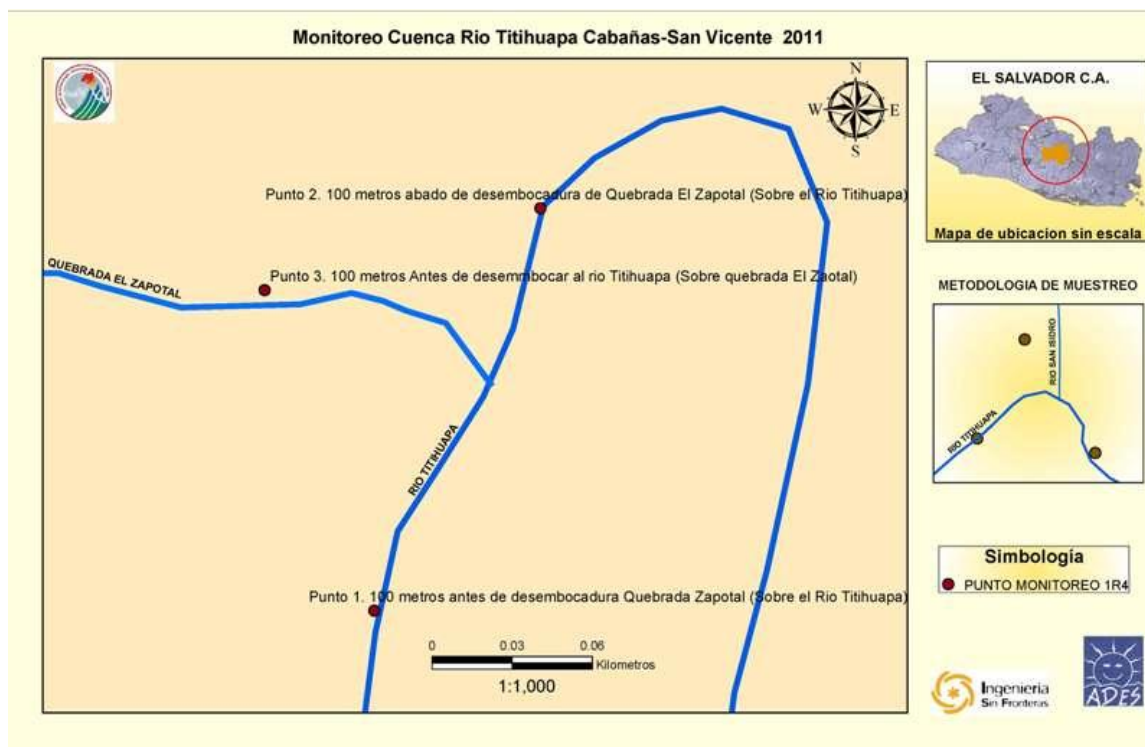 Monitoreo Cuenca Rio Titihuapa Cabañas-San Vicente 2011
N
W
E
S
Punto 2. 100 metros abado de desembocadura de Quebrada El Zapotal (Sobre el Rio Titihuapa)
QUEBRADA EL ZAPOTAL
Punto 3. 100 metros Antes de desemmbocar al rio Titihuapa (Sobre quebrada El Zaotal)
RIO TITIHUAPA
Punto 1. 100 metros antes de desembocadura Quebrada Zapotal (Sobre el Rio Titihuapa)
0 0.03 0.06
Kilometros
1:1,000
EL SALVADOR C.A.
Mapa de ubicacion sin escala
METODOLOGIA DE MUESTREO
RIO SAN ISIDRO
RIO TITIHUAPA
Simbología
PUNTO MONITOREO 1R4
Ingenieria
Sin Fronteras
ADES